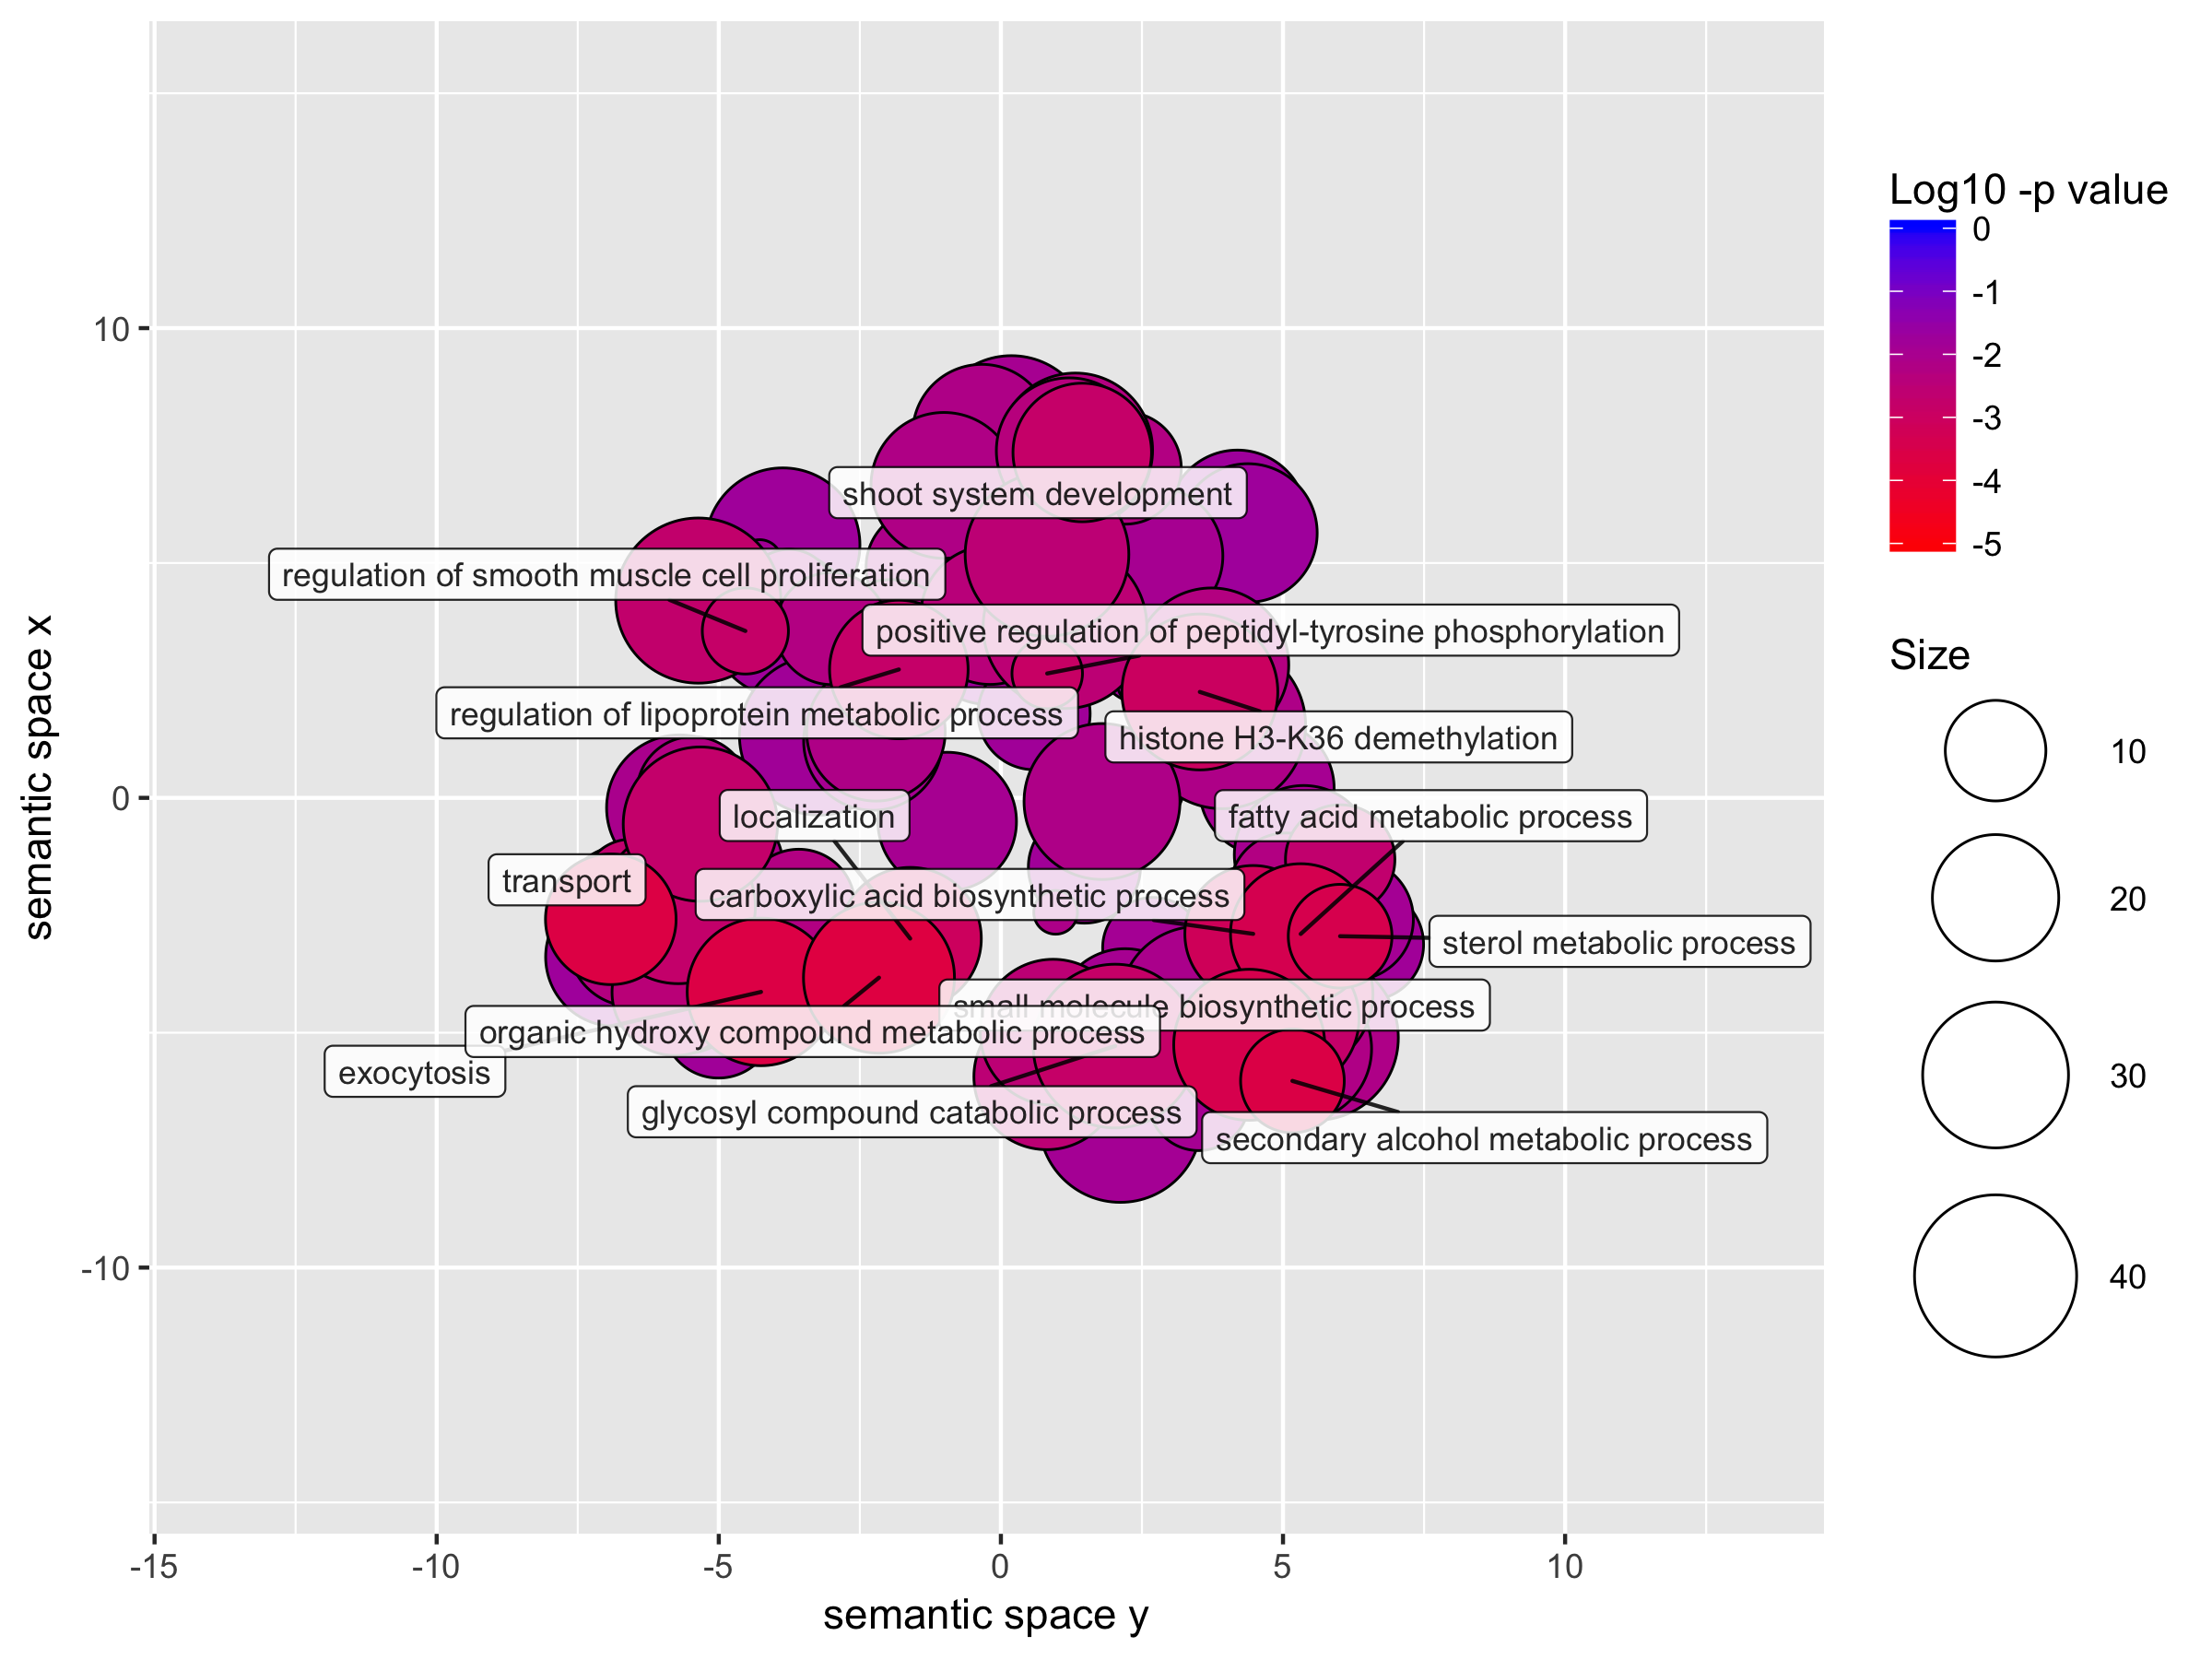 shoot system development
regulation of smooth muscle cell proliferation
positive regulation of peptidyl-tyrosine phosphorylation
regulation of lipoprotein metabolic process
histone H3-K36 demethylation
localization
fatty acid metabolic process
transport
carboxylic acid biosynthetic process
sterol metabolic process
small molecule biosynthetic process
organic hydroxy compound metabolic process
exocytosis
glycosyl compound catabolic process
secondary alcohol metabolic process
10
0
-10
-15
-10
-5
0
5
10
semantic space y
semantic space x
Log10 -p value
0
-1
-2
-3
-4
-5
Size
10
20
30
40